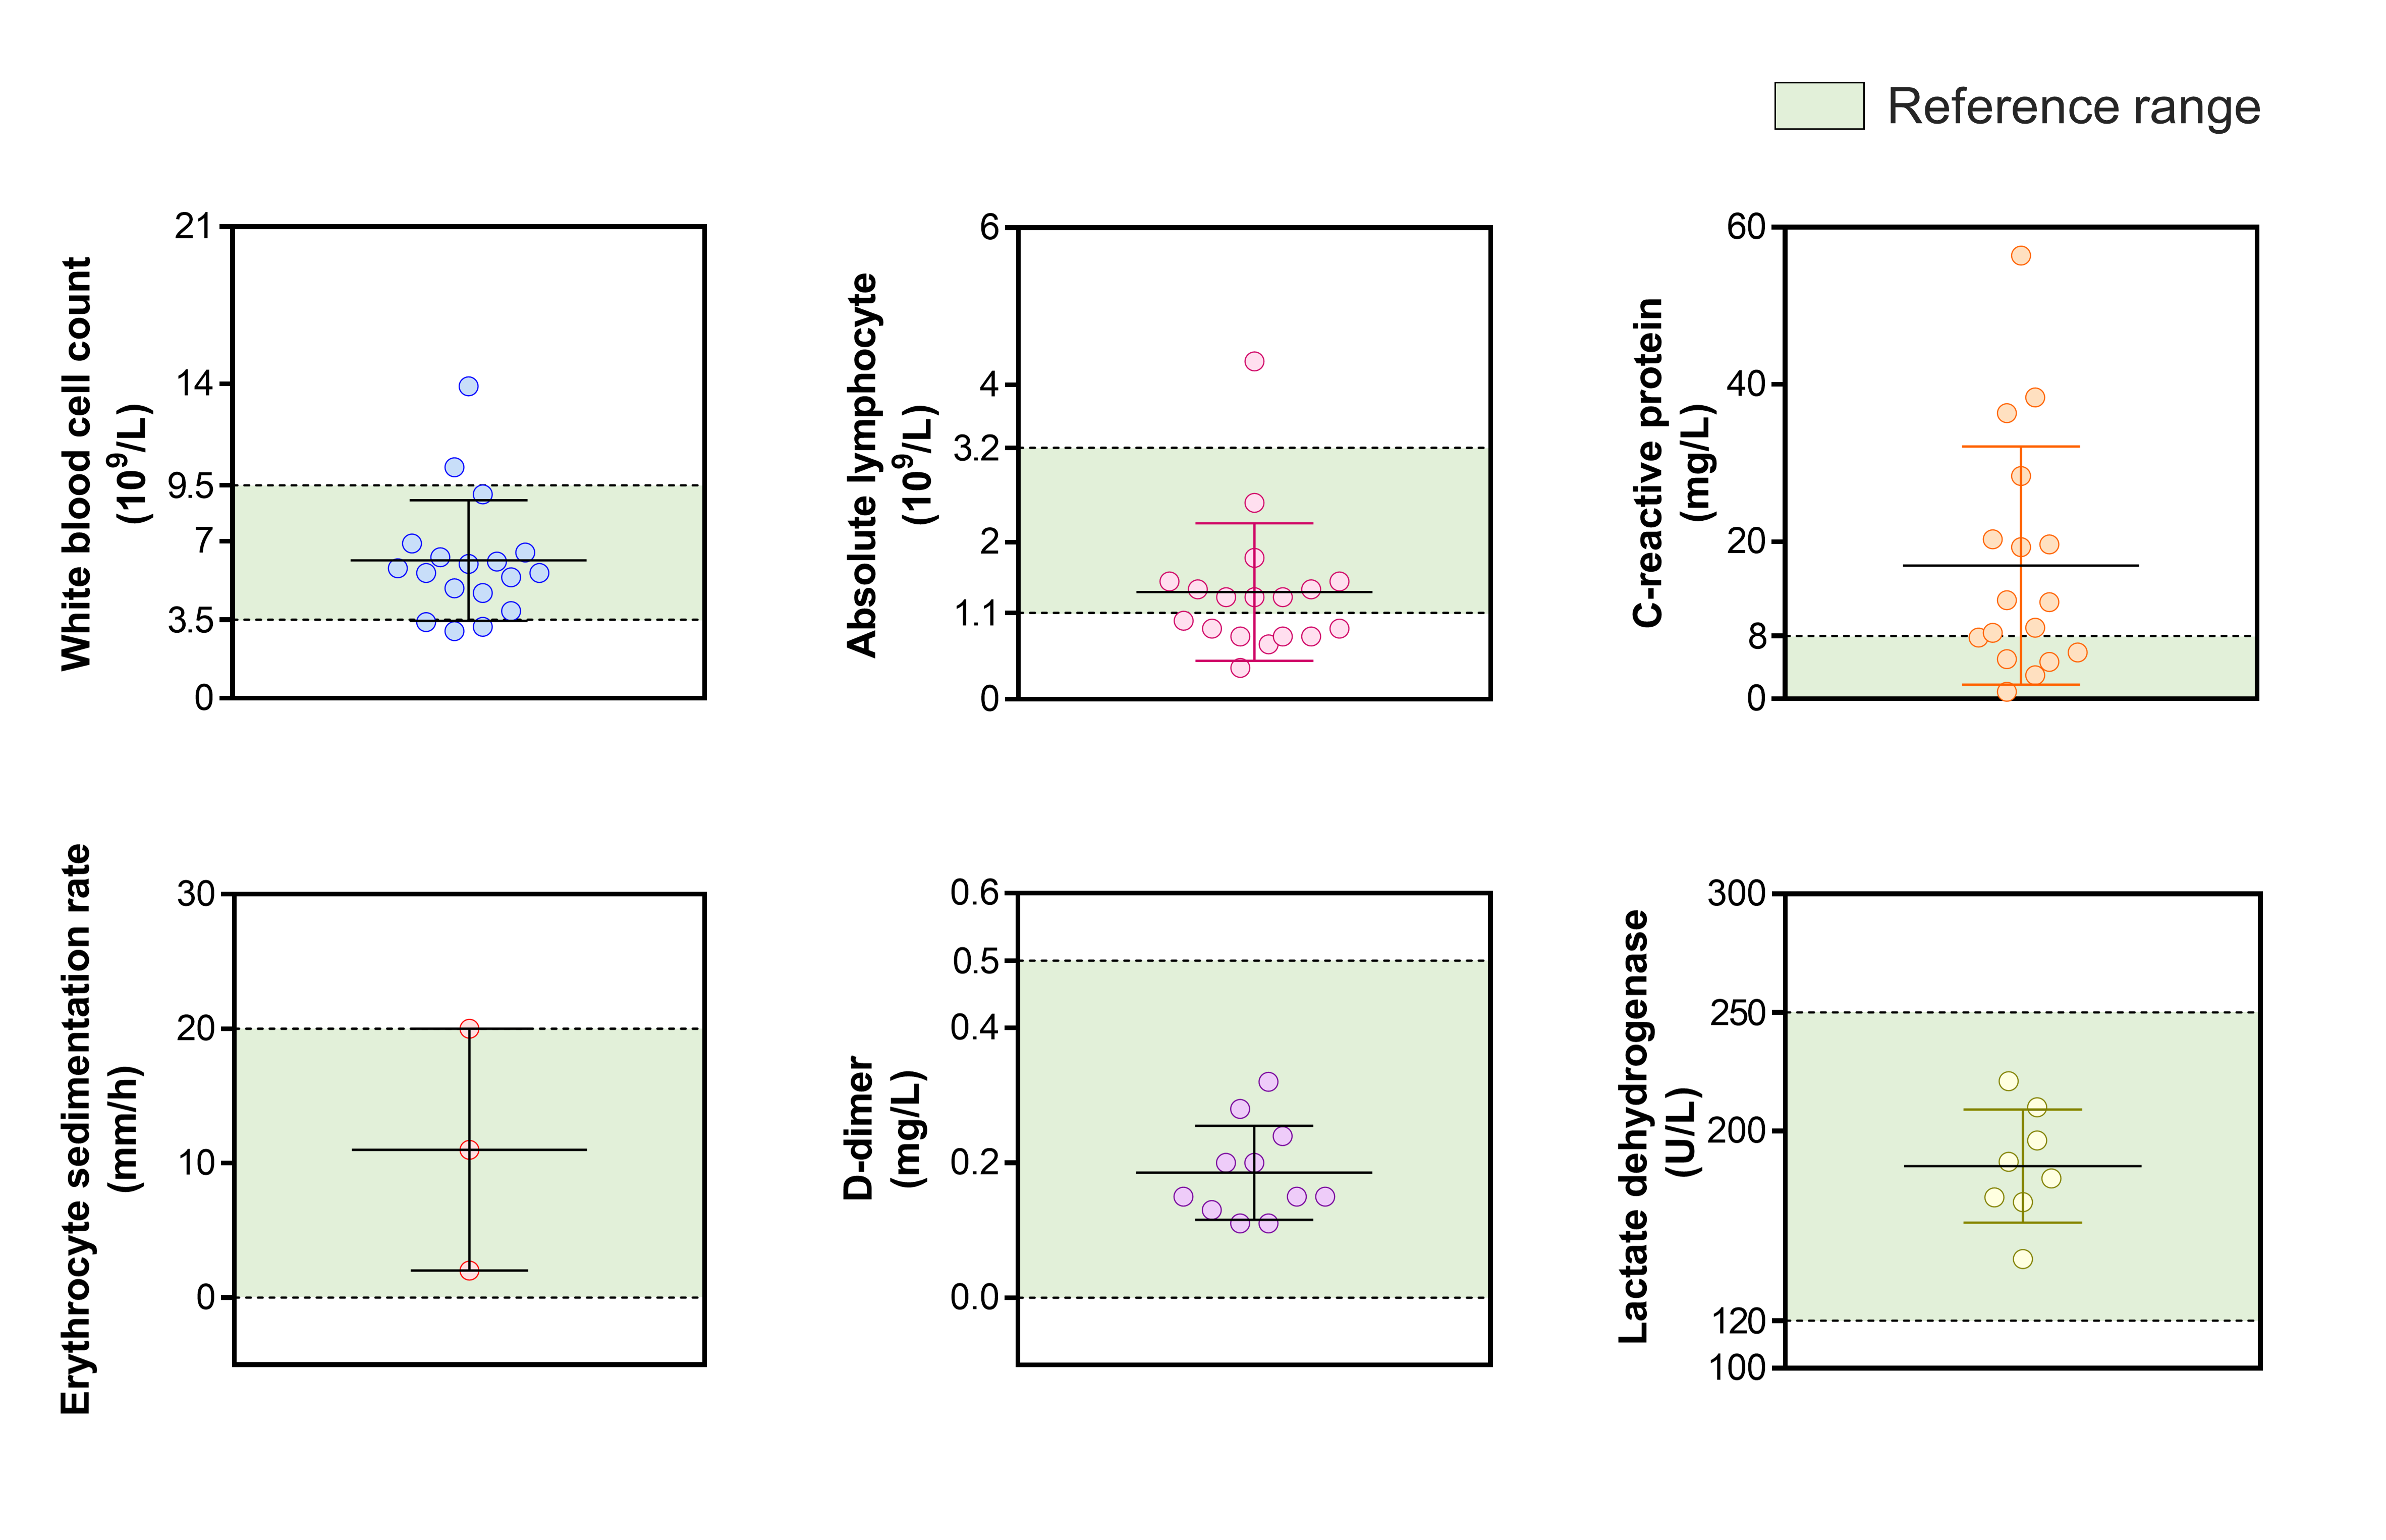 Reference range
White blood cell count
(10⁹/L)
21
14
9.5
7
3.5
0
Absolute lymphocyte
(10⁹/L)
6
4
3.2
2
1.1
0
C-reactive protein
(mg/L)
60
40
20
8
0
Erythrocyte sedimentation rate
(mm/h)
30
20
10
0
D-dimer
(mg/L)
0.6
0.5
0.4
0.2
0.0
Lactate dehydrogenase
(U/L)
300
250
200
120
100